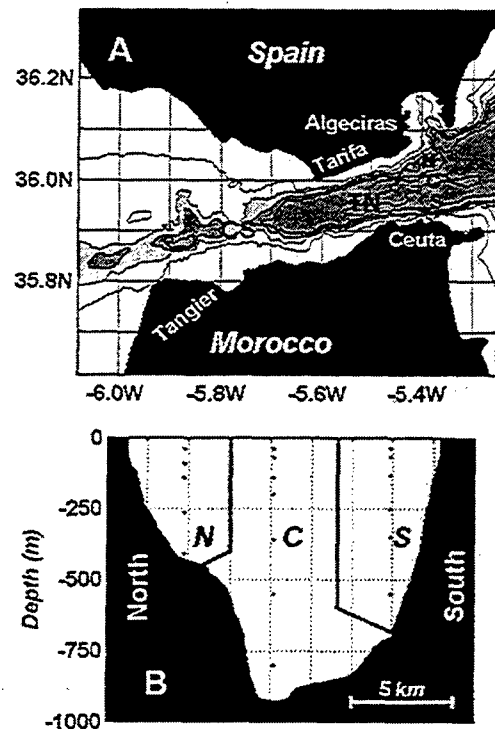 A
Spain
36.2N
Algeciras
Tarifa
36.0N
TN
Ceuta
35.8N
Tangier
Morocco
-6.0W -5.8W -5.6W -5.4W
0
-250
N C S
Depth (m)
-500
North
South
-750
5 km
B
-1000